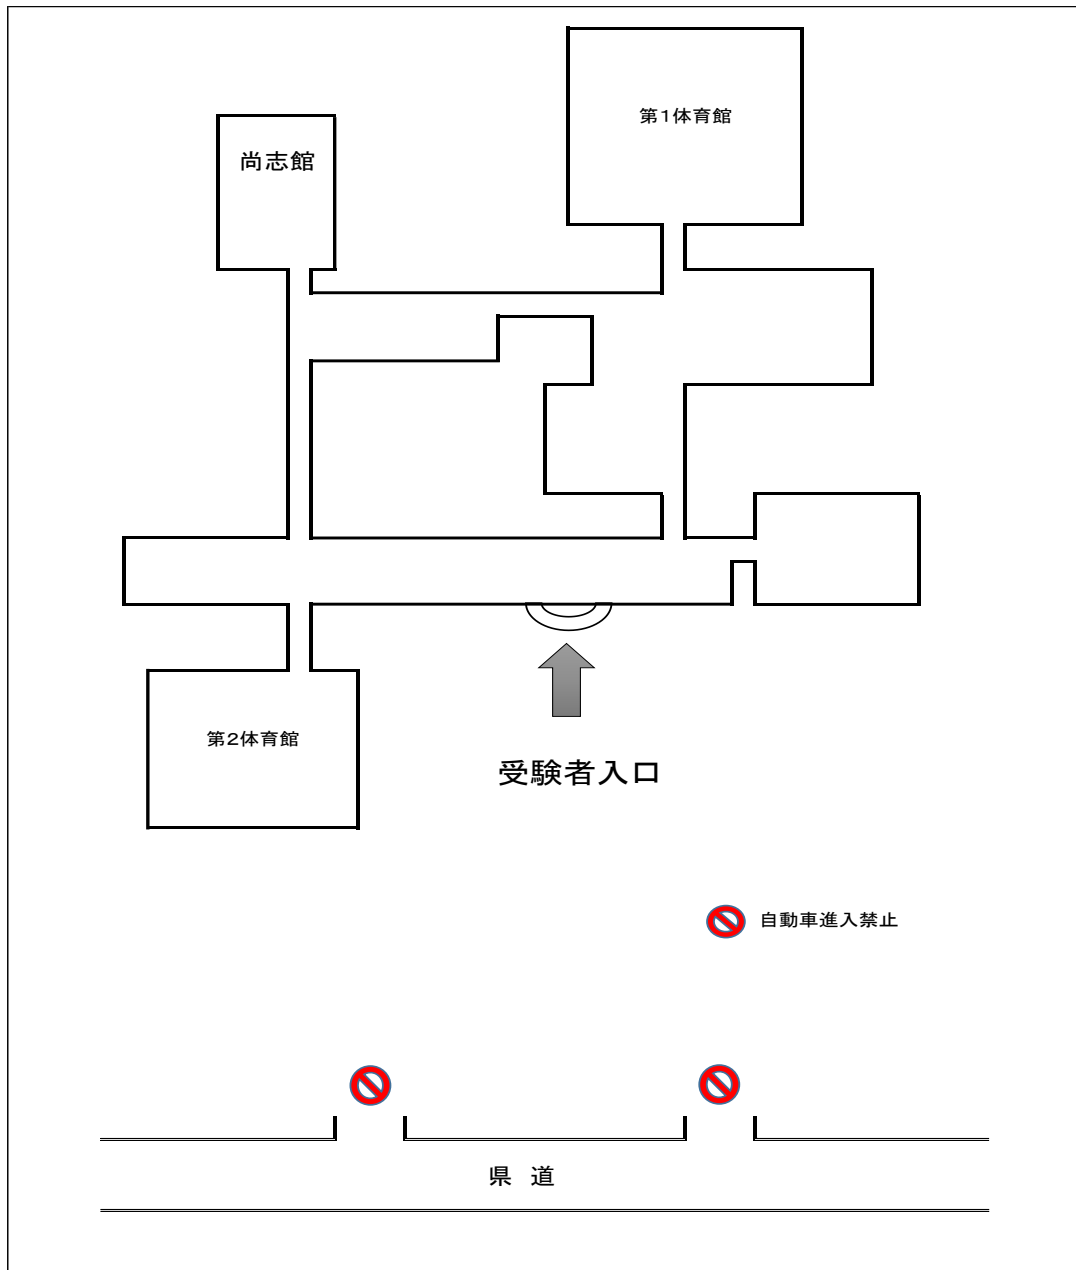 第1体育館
尚志館
第2体育館
受験者入口
自動車進入禁止
県 道